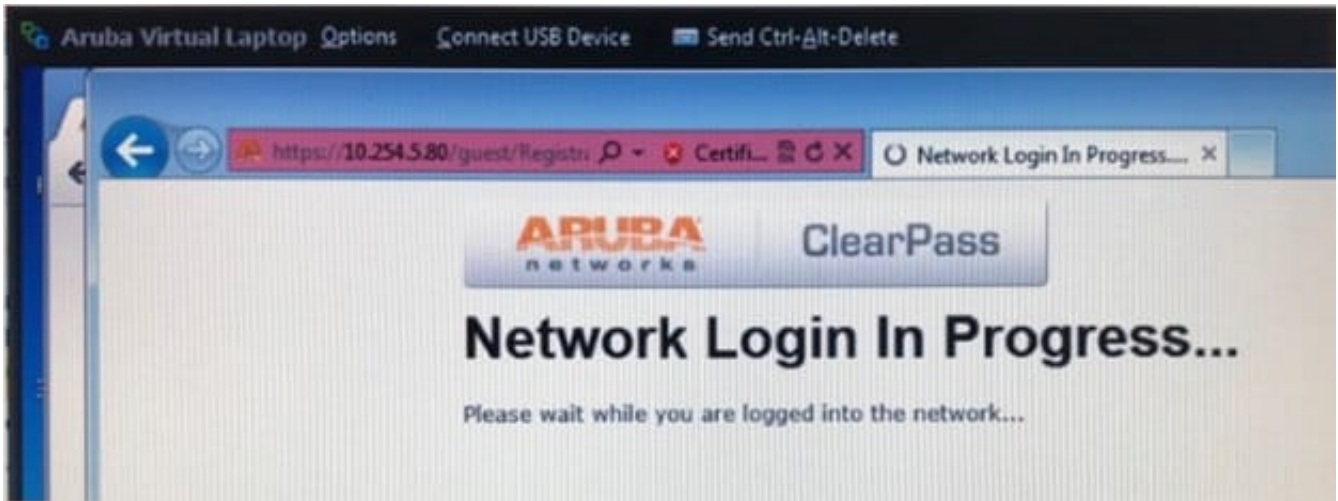 Aruba Virtual Laptop Options Connect USB Device Send Ctrl-Alt-Delete
https://10.254.5.80/guest/Registr Certifi... Network Login In Progress....
ARUBA ClearPass
networks
Network Login In Progress...
Please wait while you are logged into the network...